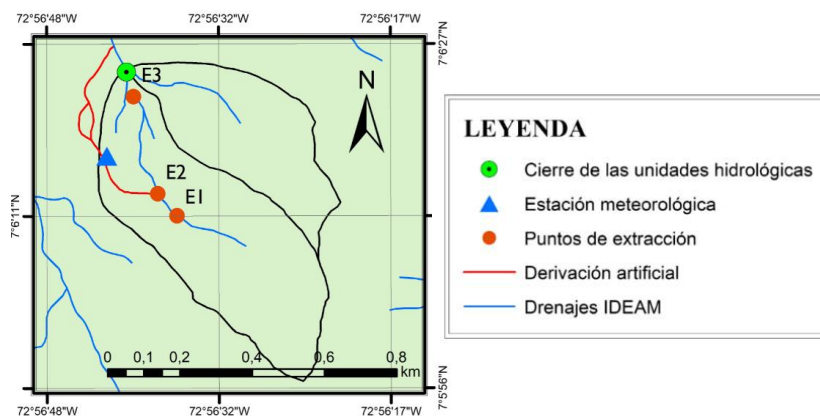 72°56'48"W 72°56'32"W 72°56'17"W
7°6'27"N
E3
N
E2
E1
7°6'11"N 7°6'11"N
0 0,1 0,2 0,4 0,6 0,8
km
7°5'56"N
72°56'48"W 72°56'32"W 72°56'17"W
LEYENDA
Cierre de las unidades hidrológicas
Estación meteorológica
Puntos de extracción
Derivación artificial
Drenajes IDEAM